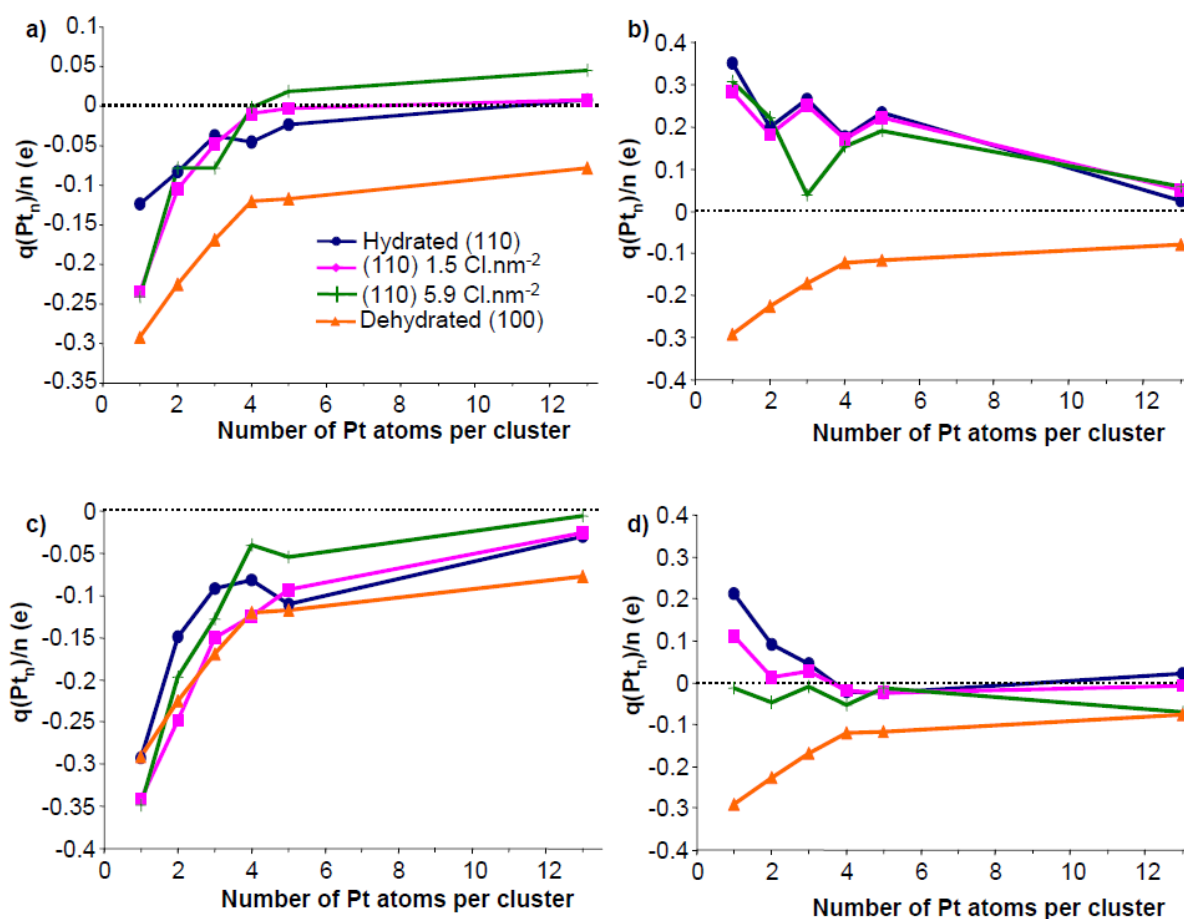 a)
q(Ptn)/n (e)
0.1
0.05
0
-0.05
-0.1
-0.15
-0.2
-0.25
-0.3
-0.35
Hydrated (110)
(110) 1.5 Cl.nm-2
(110) 5.9 Cl.nm-2
Dehydrated (100)
0 2 4 6 8 10 12
Number of Pt atoms per cluster
b)
q(Ptn)/n (e)
0.4
0.3
0.2
0.1
0
-0.1
-0.2
-0.3
-0.4
0 2 4 6 8 10 12
Number of Pt atoms per cluster
c)
q(Ptn)/n (e)
0
-0.05
-0.1
-0.15
-0.2
-0.25
-0.3
-0.35
-0.4
0 2 4 6 8 10 12
Number of Pt atoms per cluster
d)
q(Ptn)/n (e)
0.4
0.3
0.2
0.1
0
-0.1
-0.2
-0.3
-0.4
0 2 4 6 8 10 12
Number of Pt atoms per cluster